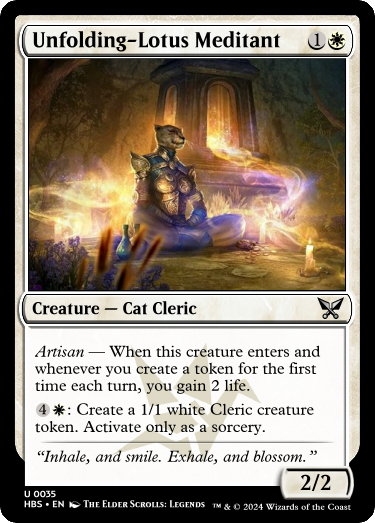 Unfolding-Lotus Meditant 1
Creature — Cat Cleric
Artisan — When this creature enters and
whenever you create a token for the first
time each turn, you gain 2 life.
4 : Create a 1/1 white Cleric creature
token. Activate only as a sorcery.
“Inhale, and smile. Exhale, and blossom.”
2/2
U 0035
HBS • EN The Elder Scrolls: Legends ™ & © 2024 Wizards of the Coast